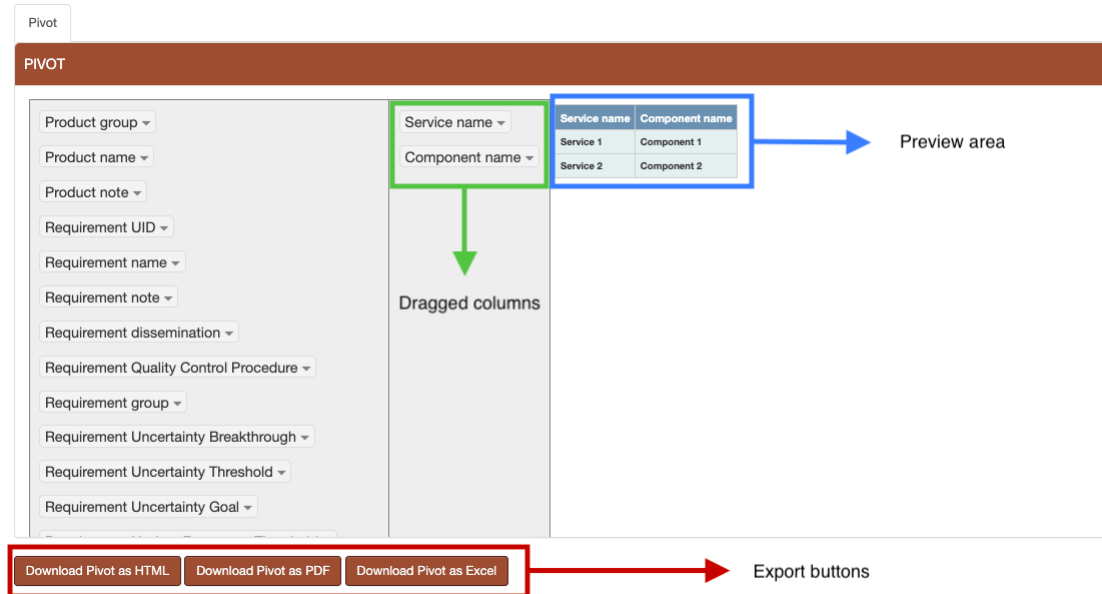 Pivot
PIVOT
Product group
Product name
Product note
Requirement UID
Requirement name
Requirement note
Requirement dissemination
Requirement Quality Control Procedure
Requirement group
Requirement Uncertainty Breakthrough
Requirement Uncertainty Threshold
Requirement Uncertainty Goal
Service name
Component name
Dragged columns
Service name Component name
Service 1 Component 1
Service 2 Component 2
Preview area
Download Pivot as HTML Download Pivot as PDF Download Pivot as Excel
Export buttons